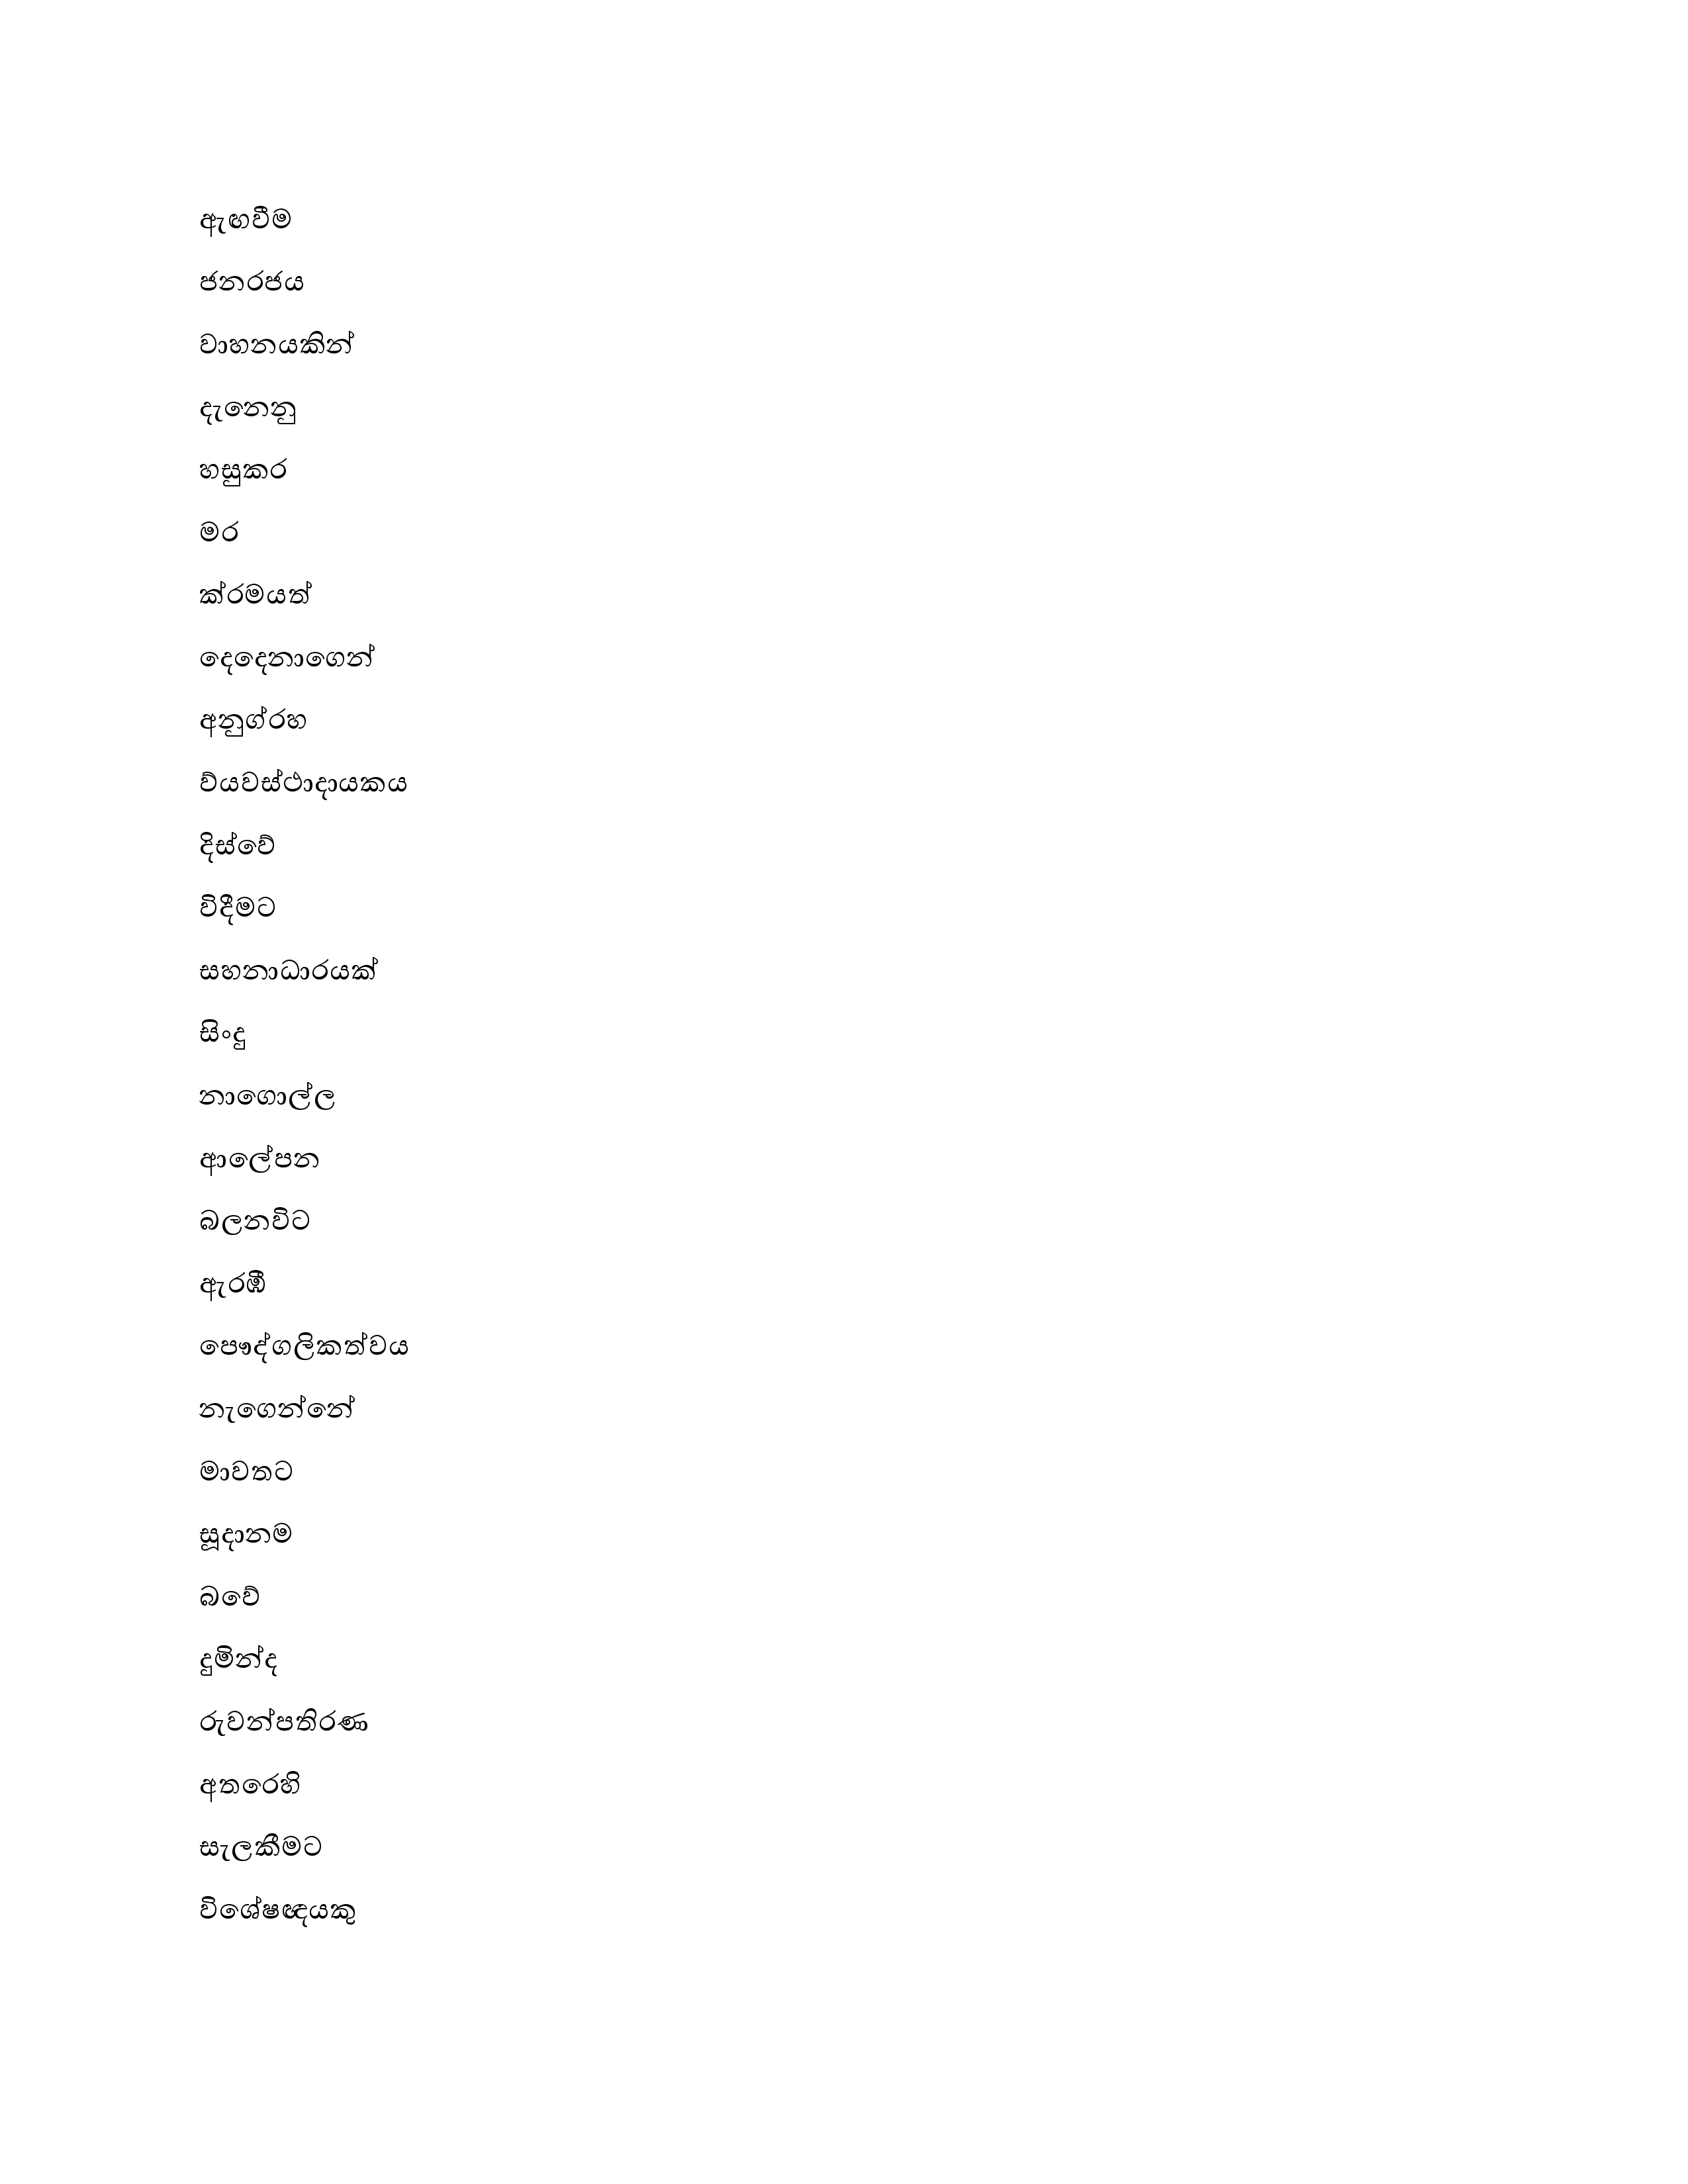 ඇඟවීම
ජනරජය
වාහනයකින්
දැනෙනු
හසුකර
මර
ක්රමයත්
දෙදෙනාගෙන්
අනුග්රහ
ව්යවස්ථාදායකය
දිස්වේ
විදීමට
සහනාධාරයක්
සිංදු
නාගොල්ල
ආලේපන
බලනවිට
ඇරඹී
පෞද්ගලිකත්වය
නැගෙන්නේ
මාවතට
සූදානම
බවේ
දුමින්ද
රුවන්පතිරණ
අතරෙහි
සැලකීමට
විශේෂඥයකු